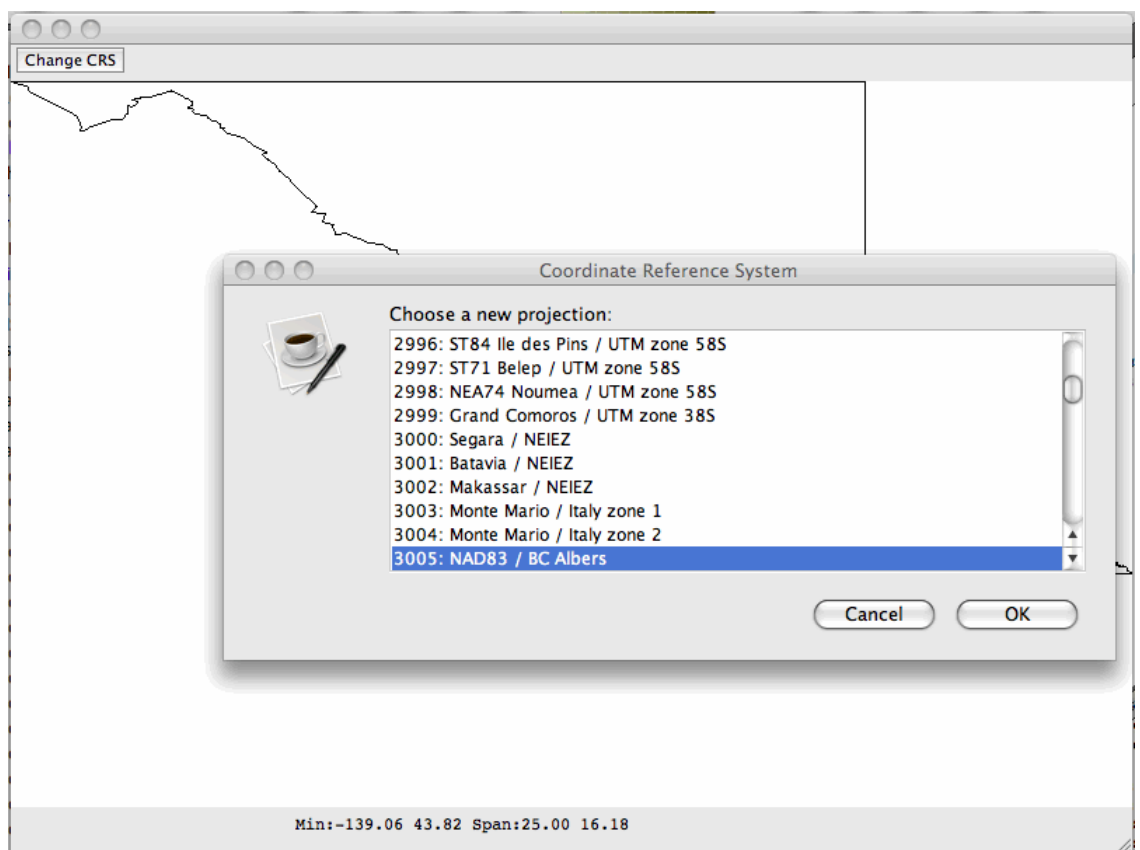 Change CRS
Coordinate Reference System
Choose a new projection:
2996: ST84 Ile des Pins / UTM zone 58S
2997: ST71 Belep / UTM zone 58S
2998: NEA74 Noumea / UTM zone 58S
2999: Grand Comoros / UTM zone 38S
3000: Segara / NEIEZ
3001: Batavia / NEIEZ
3002: Makassar / NEIEZ
3003: Monte Mario / Italy zone 1
3004: Monte Mario / Italy zone 2
3005: NAD83 / BC Albers
Cancel OK
Min:-139.06 43.82 Span:25.00 16.18